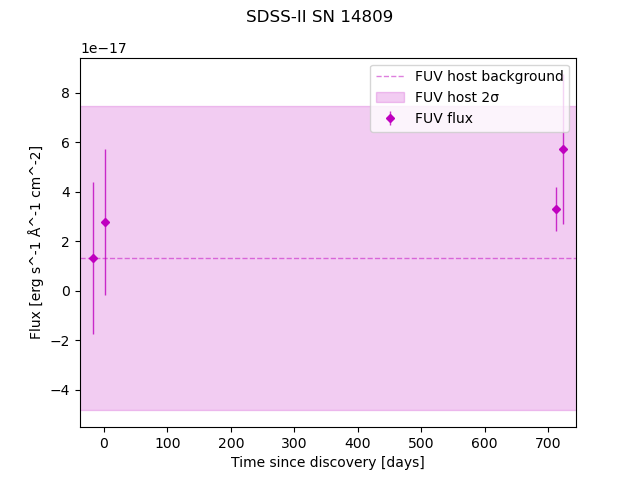 SDSS-II SN 14809
1e−17
FUV host background
FUV host 2σ
FUV flux
8
6
4
2
0
−2
−4
Flux [erg s^-1 Å^-1 cm^-2]
0 100 200 300 400 500 600 700
Time since discovery [days]